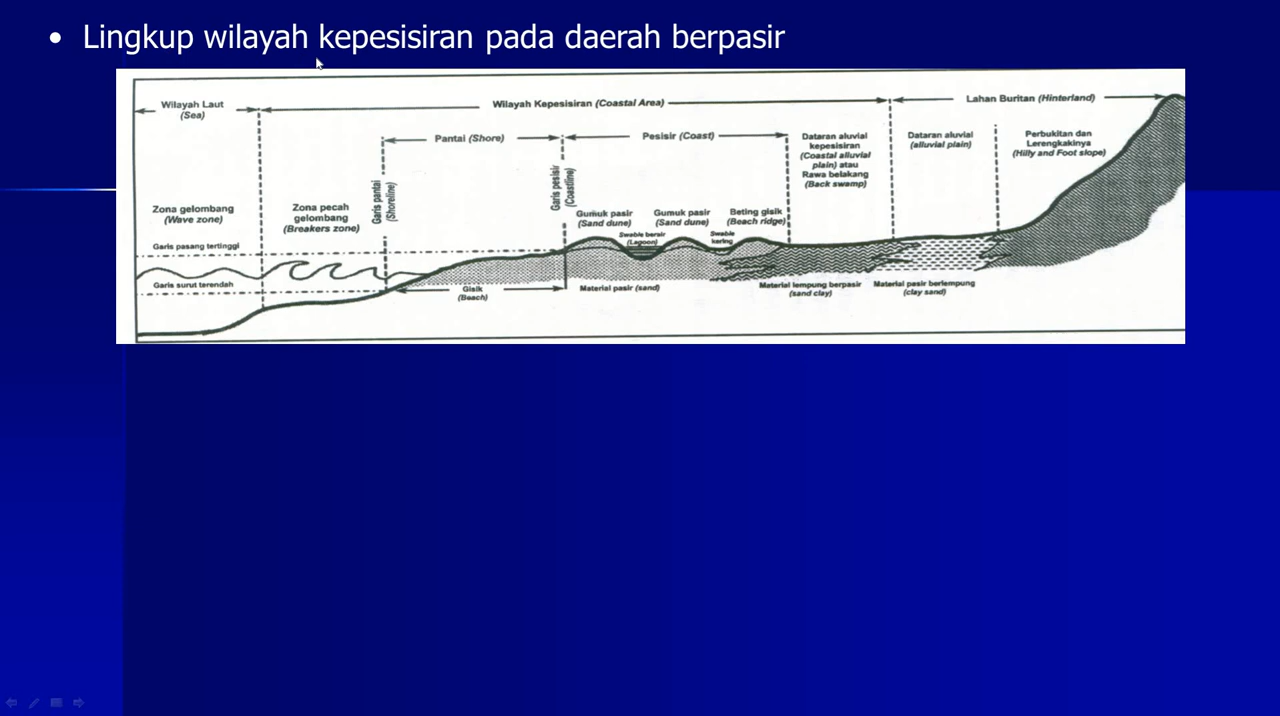 • Lingkup wilayah kepesisiran pada daerah berpasir
Wilayah Laut
(Sea)
Wilayah Kepesisiran (Coastal Area)
Lahan Buritan (Hinterland)
Pantai (Shore)
Pesisir (Coast)
Dataran aluvial
kepesisiran
(Coastal alluvial
plain) atau
Rawa belakang
(Back swamp)
Dataran aluvial
(alluvial plain)
Perbukitan dan
Lerengkakinya
(Hilly and Foot slope)
Garis pantai
(Shoreline)
Garis pesisir
(Coastline)
Zona gelombang
(Wave zone)
Zona pecah
gelombang
(Breakers zone)
Gumuk pasir
(Sand dune)
Gumuk pasir
(Sand dune)
Beting gisik
(Beach ridge)
Swable berair
(Lagoon)
Swable
kering
Garis pasang tertinggi
Garis surut terendah
Gisik
(Beach)
Material pasir (sand)
Material lempung berpasir
(sand clay)
Material pasir berlempung
(clay sand)